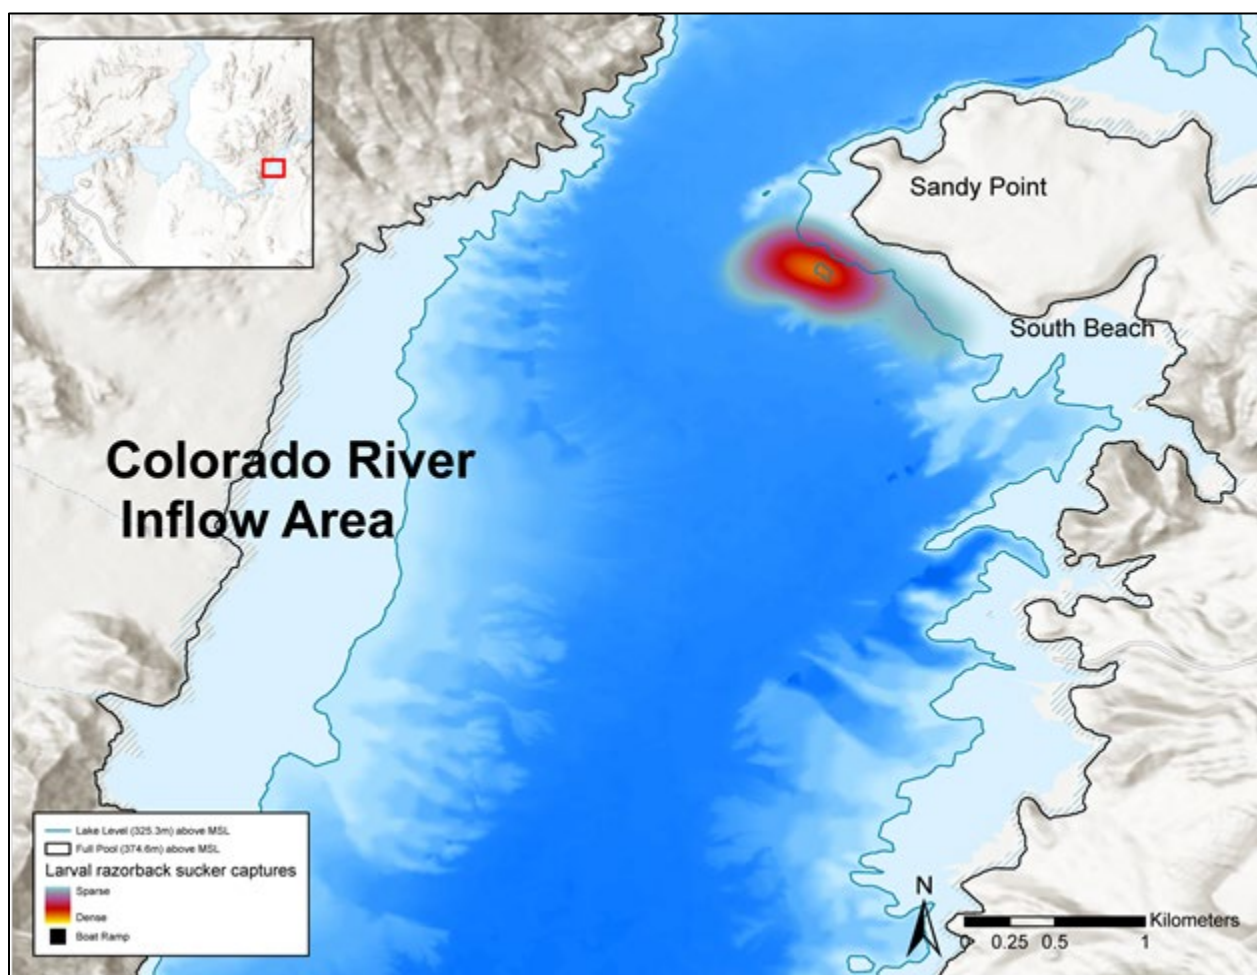 Sandy Point
South Beach
Colorado River
Inflow Area
Lake Level (325.3m) above MSL
Full Pool (374.6m) above MSL
Larval razorback sucker captures
Sparse
Dense
Boat Ramp
N
Kilometers
0 0.25 0.5 1